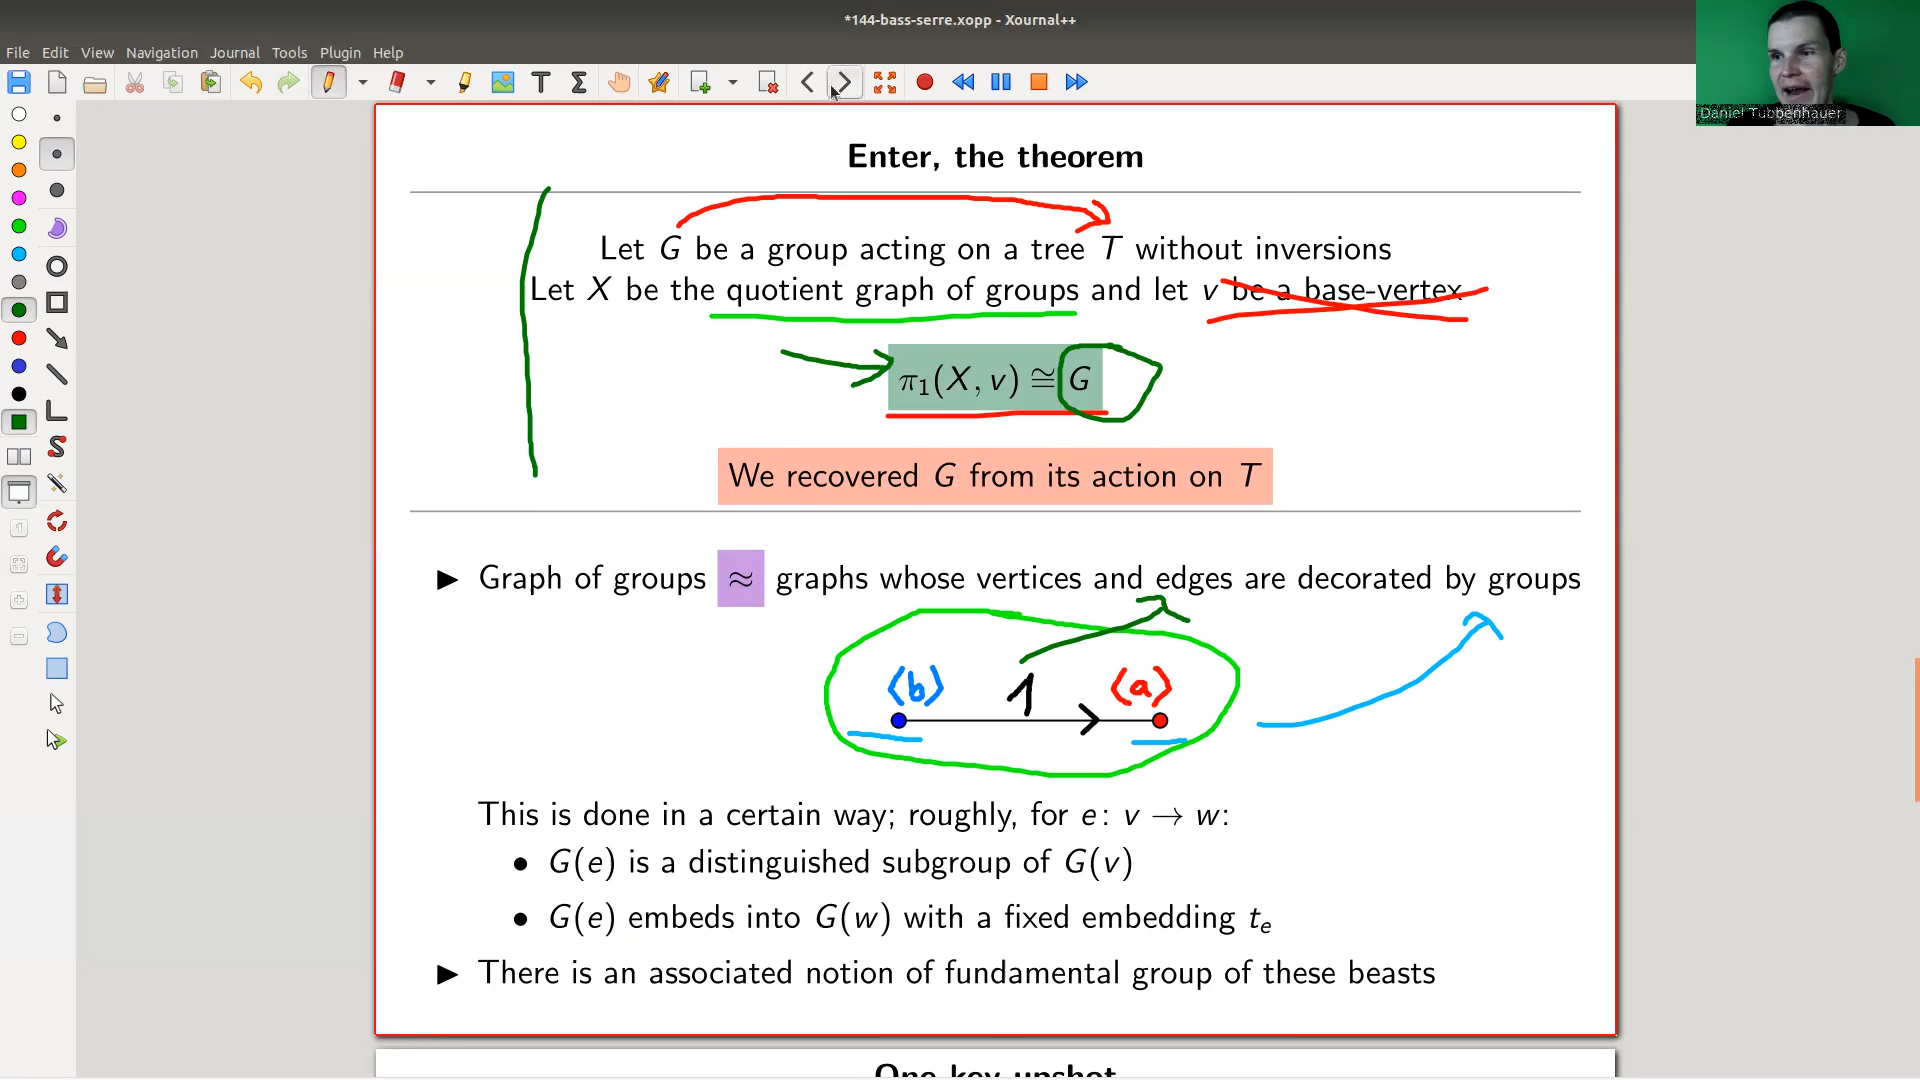 *144-bass-serre.xopp - Xournal++
File Edit View Navigation Journal Tools Plugin Help
Daniel Tubbenhauer
Enter, the theorem
Let G be a group acting on a tree T without inversions
Let X be the quotient graph of groups and let v be a base-vertex
π₁(X, v) ≅ G
We recovered G from its action on T
► Graph of groups ≈ graphs whose vertices and edges are decorated by groups
⟨b⟩ 1 ⟨a⟩
This is done in a certain way; roughly, for e: v → w:
• G(e) is a distinguished subgroup of G(v)
• G(e) embeds into G(w) with a fixed embedding tₑ
► There is an associated notion of fundamental group of these beasts
One key upshot